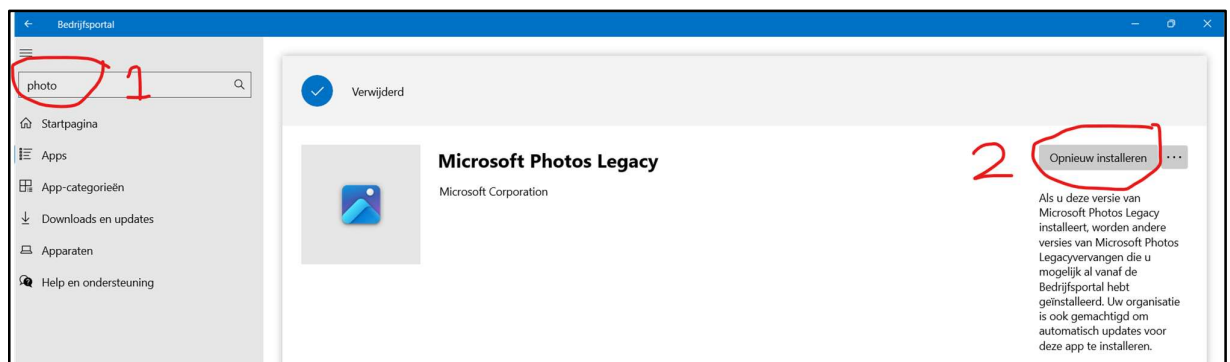 Bedrijfsportal
photo
1
Startpagina
Apps
App-categorieën
Downloads en updates
Apparaten
Help en ondersteuning
Verwijderd
Microsoft Photos Legacy
Microsoft Corporation
2
Opnieuw installeren
Als u deze versie van
Microsoft Photos Legacy
installeert, worden andere
versies van Microsoft Photos
Legacyvervangen die u
mogelijk al vanaf de
Bedrijfsportal hebt
geïnstalleerd. Uw organisatie
is ook gemachtigd om
automatisch updates voor
deze app te installeren.